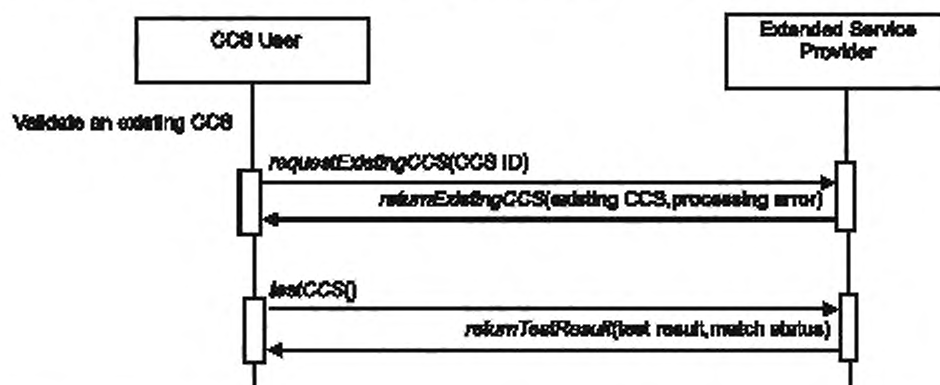 CCS User
Extended Service
Provider
Validate an existing CCS
requestExistingCCS(CCS ID)
returnExistingCCS(existing CCS,processing error)
testCCS()
returnTestResult(test result,match status)